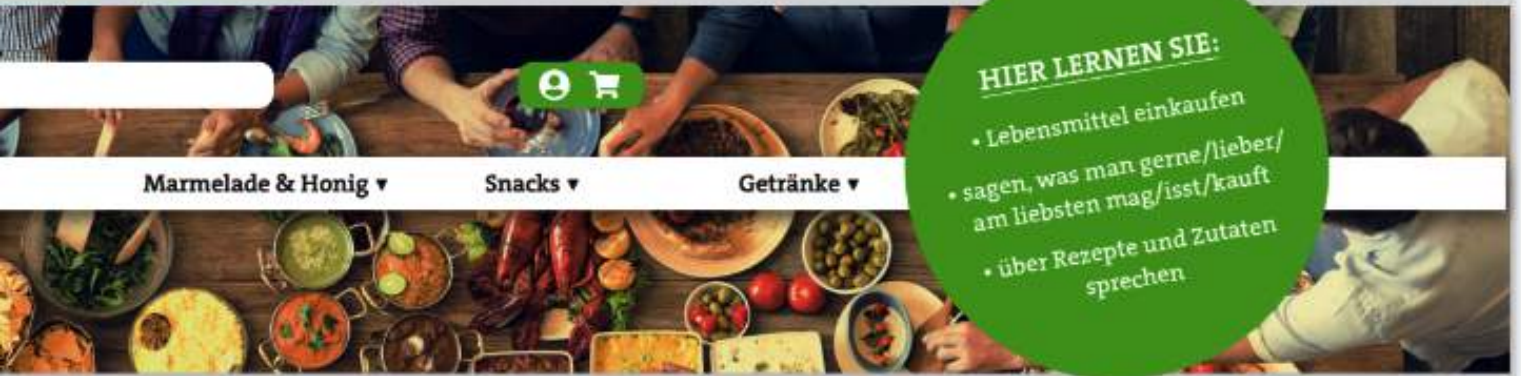 HIER LERNEN SIE:
• Lebensmittel einkaufen
• sagen, was man gerne/lieber/
am liebsten mag/isst/kauft
• über Rezepte und Zutaten
sprechen
Marmelade & Honig ▾ Snacks ▾ Getränke ▾